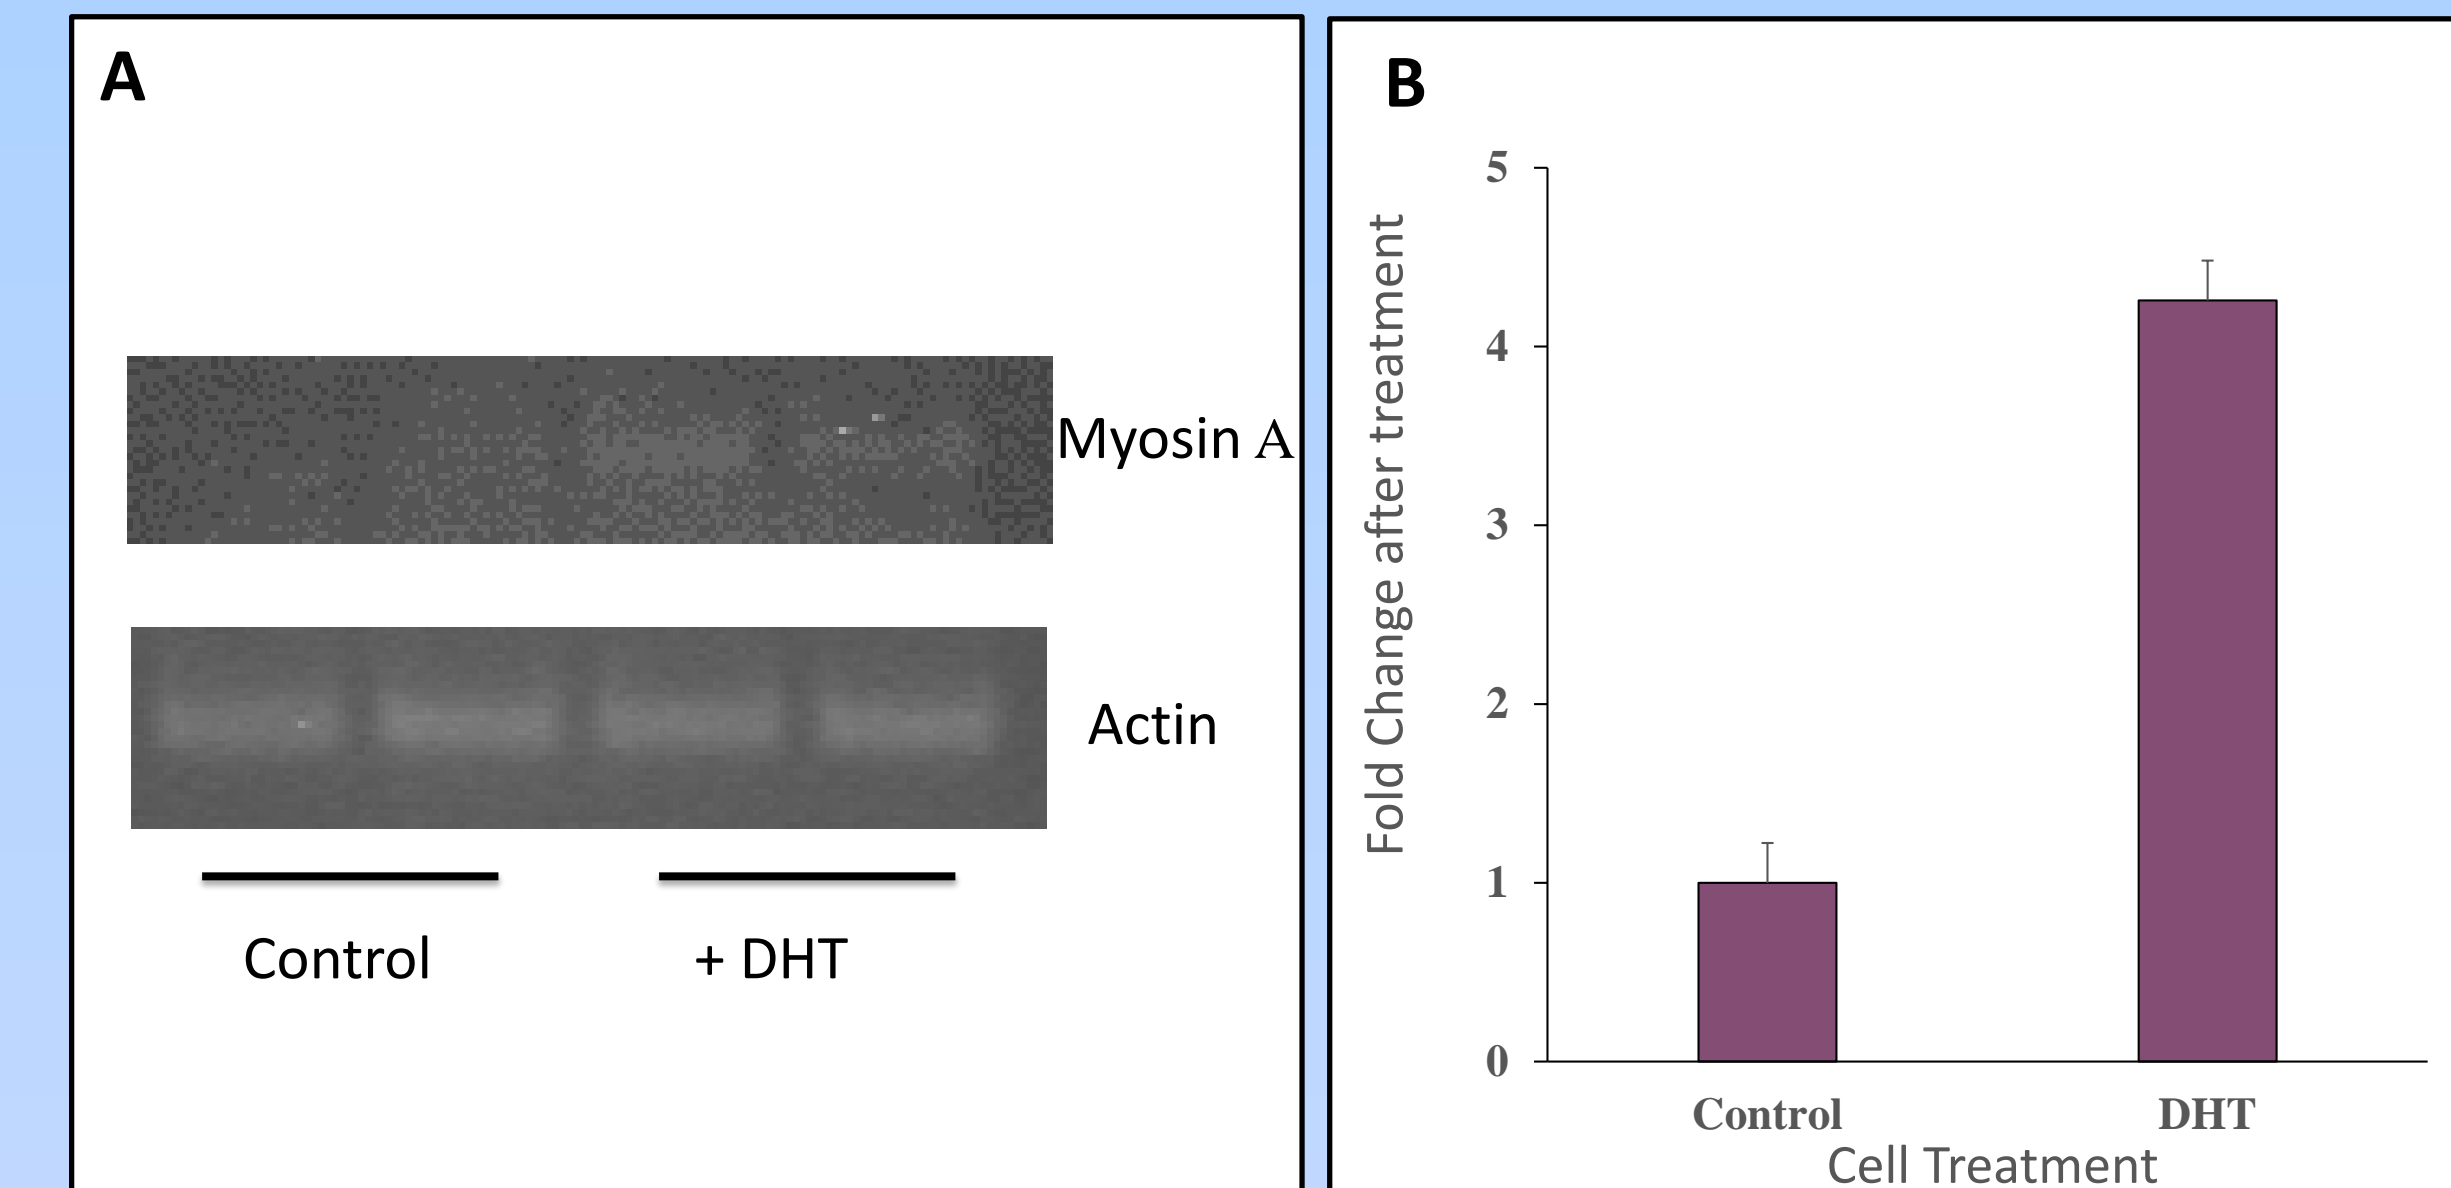 A
Myosin A
Actin
Control
+ DHT
B
Fold Change after treatment
5
4
3
2
1
0
Control
DHT
Cell Treatment